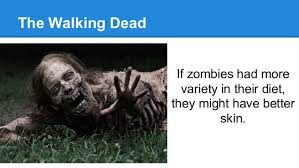 The Walking Dead
If zombies had more
variety in their diet,
they might have better
skin.